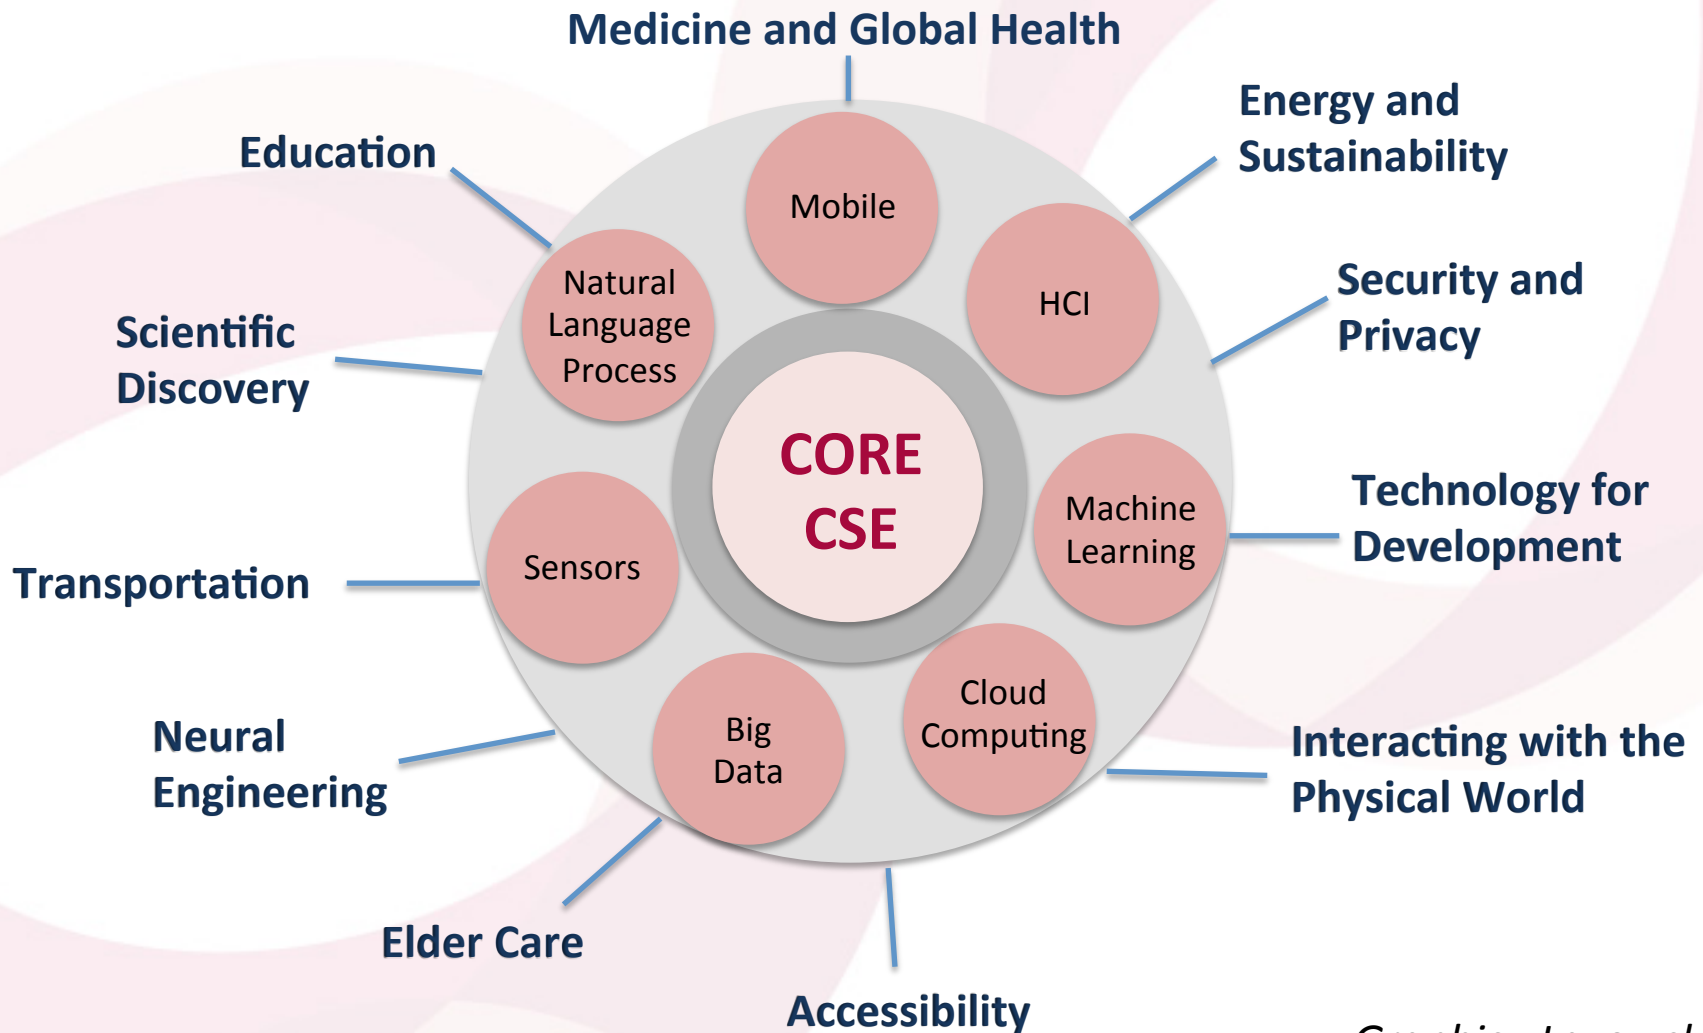 Medicine and Global Health
Energy and
Sustainability
Education
Mobile
Security and
Privacy
HCI
Natural
Language
Process
Scientific
Discovery
CORE
CSE
Technology for
Development
Machine
Learning
Sensors
Transportation
Cloud
Computing
Big
Data
Neural
Engineering
Interacting with the
Physical World
Elder Care
Accessibility